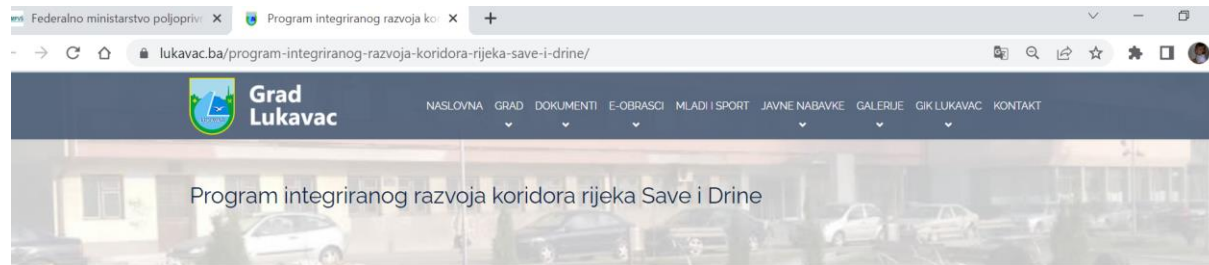 Federalno ministarstvo poljoprivr
Program integriranog razvoja kor
lukavac.ba/program-integriranog-razvoja-koridora-rijeka-save-i-drine/
Grad
Lukavac
NASLOVNA GRAD DOKUMENTI E-OBRASCI MLADI I SPORT JAVNE NABAVKE GALERIJE GIK LUKAVAC KONTAKT
Program integriranog razvoja koridora rijeka Save i Drine